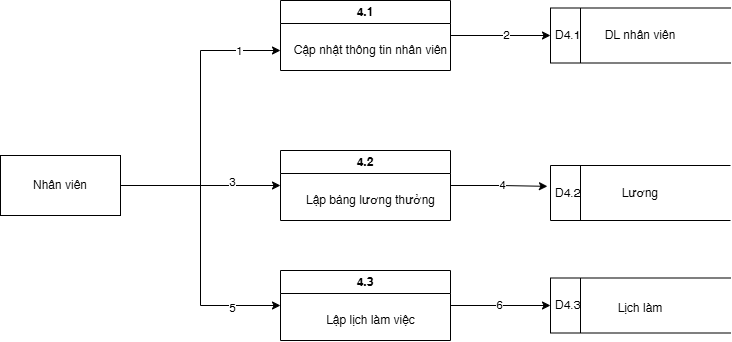 4.1
Cập nhật thông tin nhân viên
1
2
D4.1
DL nhân viên
Nhân viên
4.2
Lập bảng lương thưởng
3
4
D4.2
Lương
4.3
Lập lịch làm việc
5
6
D4.3
Lịch làm